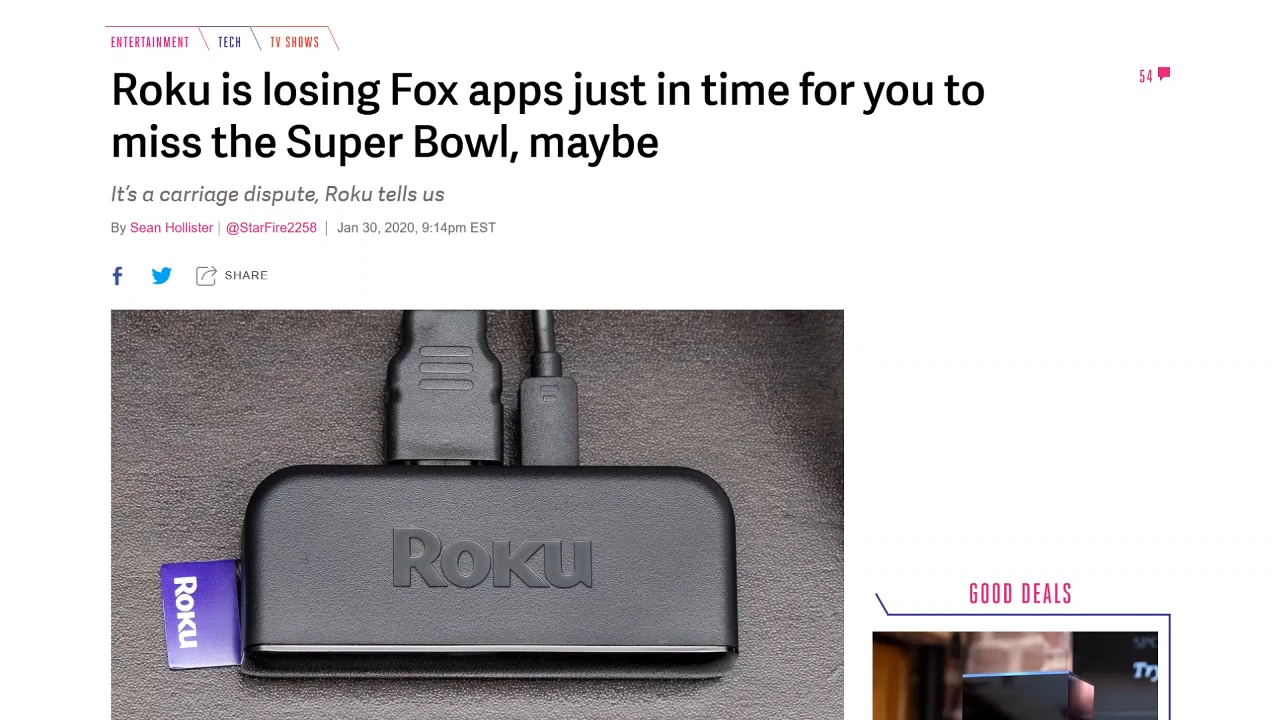 ENTERTAINMENT TECH TV SHOWS
Roku is losing Fox apps just in time for you to
miss the Super Bowl, maybe
54
It's a carriage dispute, Roku tells us
By Sean Hollister | @StarFire2258 | Jan 30, 2020, 9:14pm EST
SHARE
ROKU
ROKU
GOOD DEALS
Try